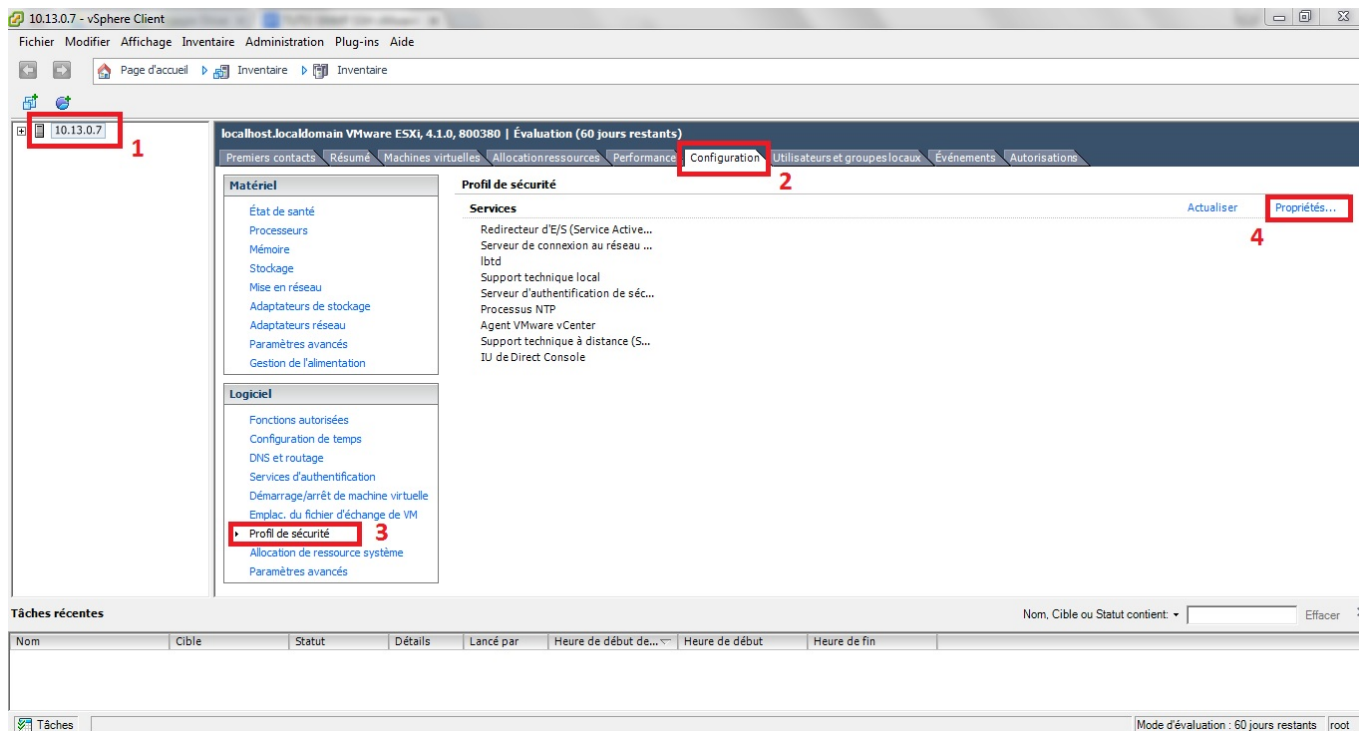 10.13.0.7 - vSphere Client
Fichier Modifier Affichage Inventaire Administration Plug-ins Aide
Page d'accueil Inventaire Inventaire
10.13.0.7
1
localhost.localdomain VMware ESXi, 4.1.0, 800380 | Évaluation (60 jours restants)
Premiers contacts Résumé Machines virtuelles Allocation ressources Performance Configuration Utilisateurs et groupes locaux Événements Autorisations
2
Matériel
État de santé
Processeurs
Mémoire
Stockage
Mise en réseau
Adaptateurs de stockage
Adaptateurs réseau
Paramètres avancés
Gestion de l'alimentation
Logiciel
Fonctions autorisées
Configuration de temps
DNS et routage
Services d'authentification
Démarrage/arrêt de machine virtuelle
Emplac. du fichier d'échange de VM
Profil de sécurité
3
Allocation de ressource système
Paramètres avancés
Profil de sécurité
Services
Actualiser
Propriétés...
4
Redirecteur d'E/S (Service Active...
Serveur de connexion au réseau ...
lbtd
Support technique local
Serveur d'authentification de séc...
Processus NTP
Agent VMware vCenter
Support technique à distance (S...
IU de Direct Console
Tâches récentes
Nom, Cible ou Statut contient:
Effacer
Nom Cible Statut Détails Lancé par Heure de début de... Heure de début Heure de fin
Tâches
Mode d'évaluation : 60 jours restants
root